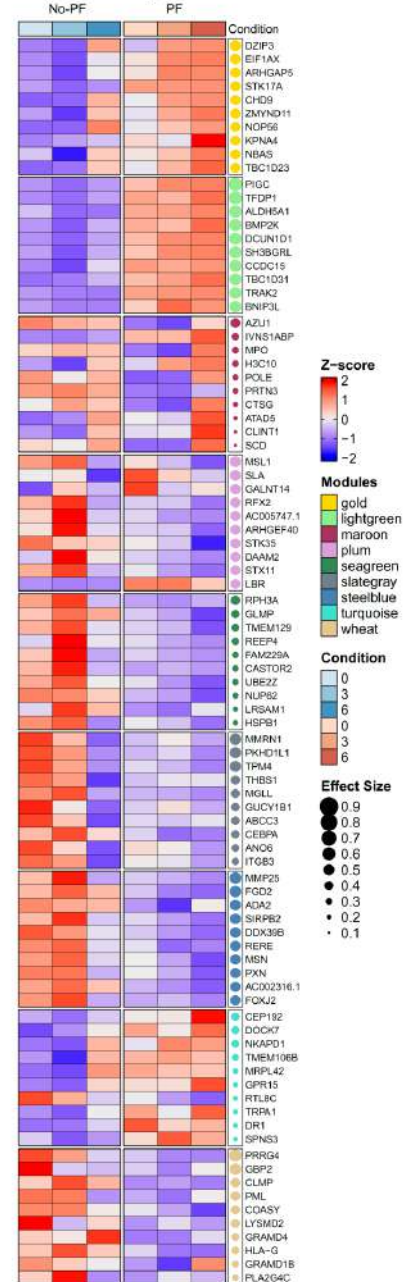 No-PF PF
Condition
DZIP3
EIF1AX
ARHGAP5
STK17A
CHD9
ZMYND11
NOP56
KPNA4
NBAS
TBC1D23
PIGC
TFDP1
ALDH5A1
BMP2K
DCUN1D1
SH3BGRL
CCDC15
TBC1D31
TRAK2
BNIP3L
AZU1
IVNS1ABP
MPO
H3C10
POLE
PRTN3
CTSG
ATAD5
CLINT1
SCD
MSL1
SLA
GALNT14
RFX2
AC005747.1
ARHGEF40
STK35
DAAM2
STX11
LBR
RPH3A
GLMP
TMEM129
REEP4
FAM229A
CASTOR2
UBE2Z
NUP62
LRSAM1
HSPB1
MMRN1
PKHD1L1
TPM4
THBS1
MGLL
GUCY1B1
ABCC3
CEBPA
ANO6
ITGB3
MMP25
FGD2
ADA2
SIRPB2
DDX39B
RERE
MSN
PXN
AC002316.1
FOXJ2
CEP192
DOCK7
NKAPD1
TMEM106B
MRPL42
GPR15
RTL8C
TRPA1
DR1
SPNS3
PRRG4
GBP2
CLMP
PML
COASY
LYSMD2
GRAMD4
HLA-G
GRAMD1B
PLA2G4C
Z-score
2
1
0
−1
−2
Modules
gold
lightgreen
maroon
plum
seagreen
slategray
steelblue
turquoise
wheat
Condition
0
3
6
0
3
6
Effect Size
0.9
0.8
0.7
0.6
0.5
0.4
0.3
0.2
0.1